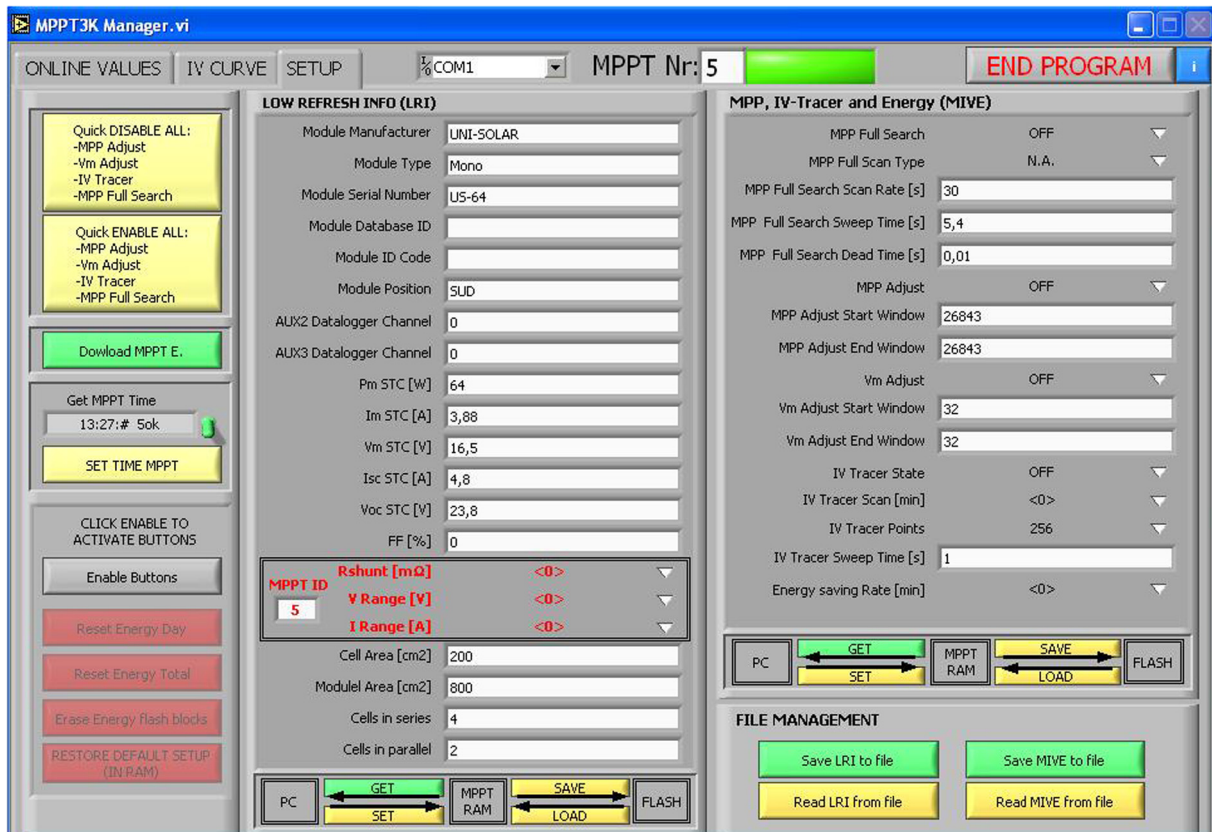 MPPT3K Manager.vi
ONLINE VALUES
IV CURVE
SETUP
COM1
MPPT Nr: 5
END PROGRAM
i
Quick DISABLE ALL:
-MPP Adjust
-Vm Adjust
-IV Tracer
-MPP Full Search
Quick ENABLE ALL:
-MPP Adjust
-Vm Adjust
-IV Tracer
-MPP Full Search
Dowload MPPT E.
Get MPPT Time
13:27:# 5ok
SET TIME MPPT
CLICK ENABLE TO
ACTIVATE BUTTONS
Enable Buttons
Reset Energy Day
Reset Energy Total
Erase Energy flash blocks
RESTORE DEFAULT SETUP
(IN RAM)
LOW REFRESH INFO (LRI)
Module Manufacturer UNI-SOLAR
Module Type Mono
Module Serial Number US-64
Module Database ID
Module ID Code
Module Position SUD
AUX2 Datalogger Channel 0
AUX3 Datalogger Channel 0
Pm STC [W] 64
Im STC [A] 3,88
Vm STC [V] 16,5
Isc STC [A] 4,8
Voc STC [V] 23,8
FF [%] 0
MPPT ID
5
Rshunt [mΩ] <0>
V Range [V] <0>
I Range [A] <0>
Cell Area [cm2] 200
Modulel Area [cm2] 800
Cells in series 4
Cells in parallel 2
PC
GET
SET
MPPT
RAM
SAVE
LOAD
FLASH
MPP, IV-Tracer and Energy (MIVE)
MPP Full Search OFF
MPP Full Scan Type N.A.
MPP Full Search Scan Rate [s] 30
MPP Full Search Sweep Time [s] 5,4
MPP Full Search Dead Time [s] 0,01
MPP Adjust OFF
MPP Adjust Start Window 26843
MPP Adjust End Window 26843
Vm Adjust OFF
Vm Adjust Start Window 32
Vm Adjust End Window 32
IV Tracer State OFF
IV Tracer Scan [min] <0>
IV Tracer Points 256
IV Tracer Sweep Time [s] 1
Energy saving Rate [min] <0>
PC
GET
SET
MPPT
RAM
SAVE
LOAD
FLASH
FILE MANAGEMENT
Save LRI to file
Save MIVE to file
Read LRI from file
Read MIVE from file